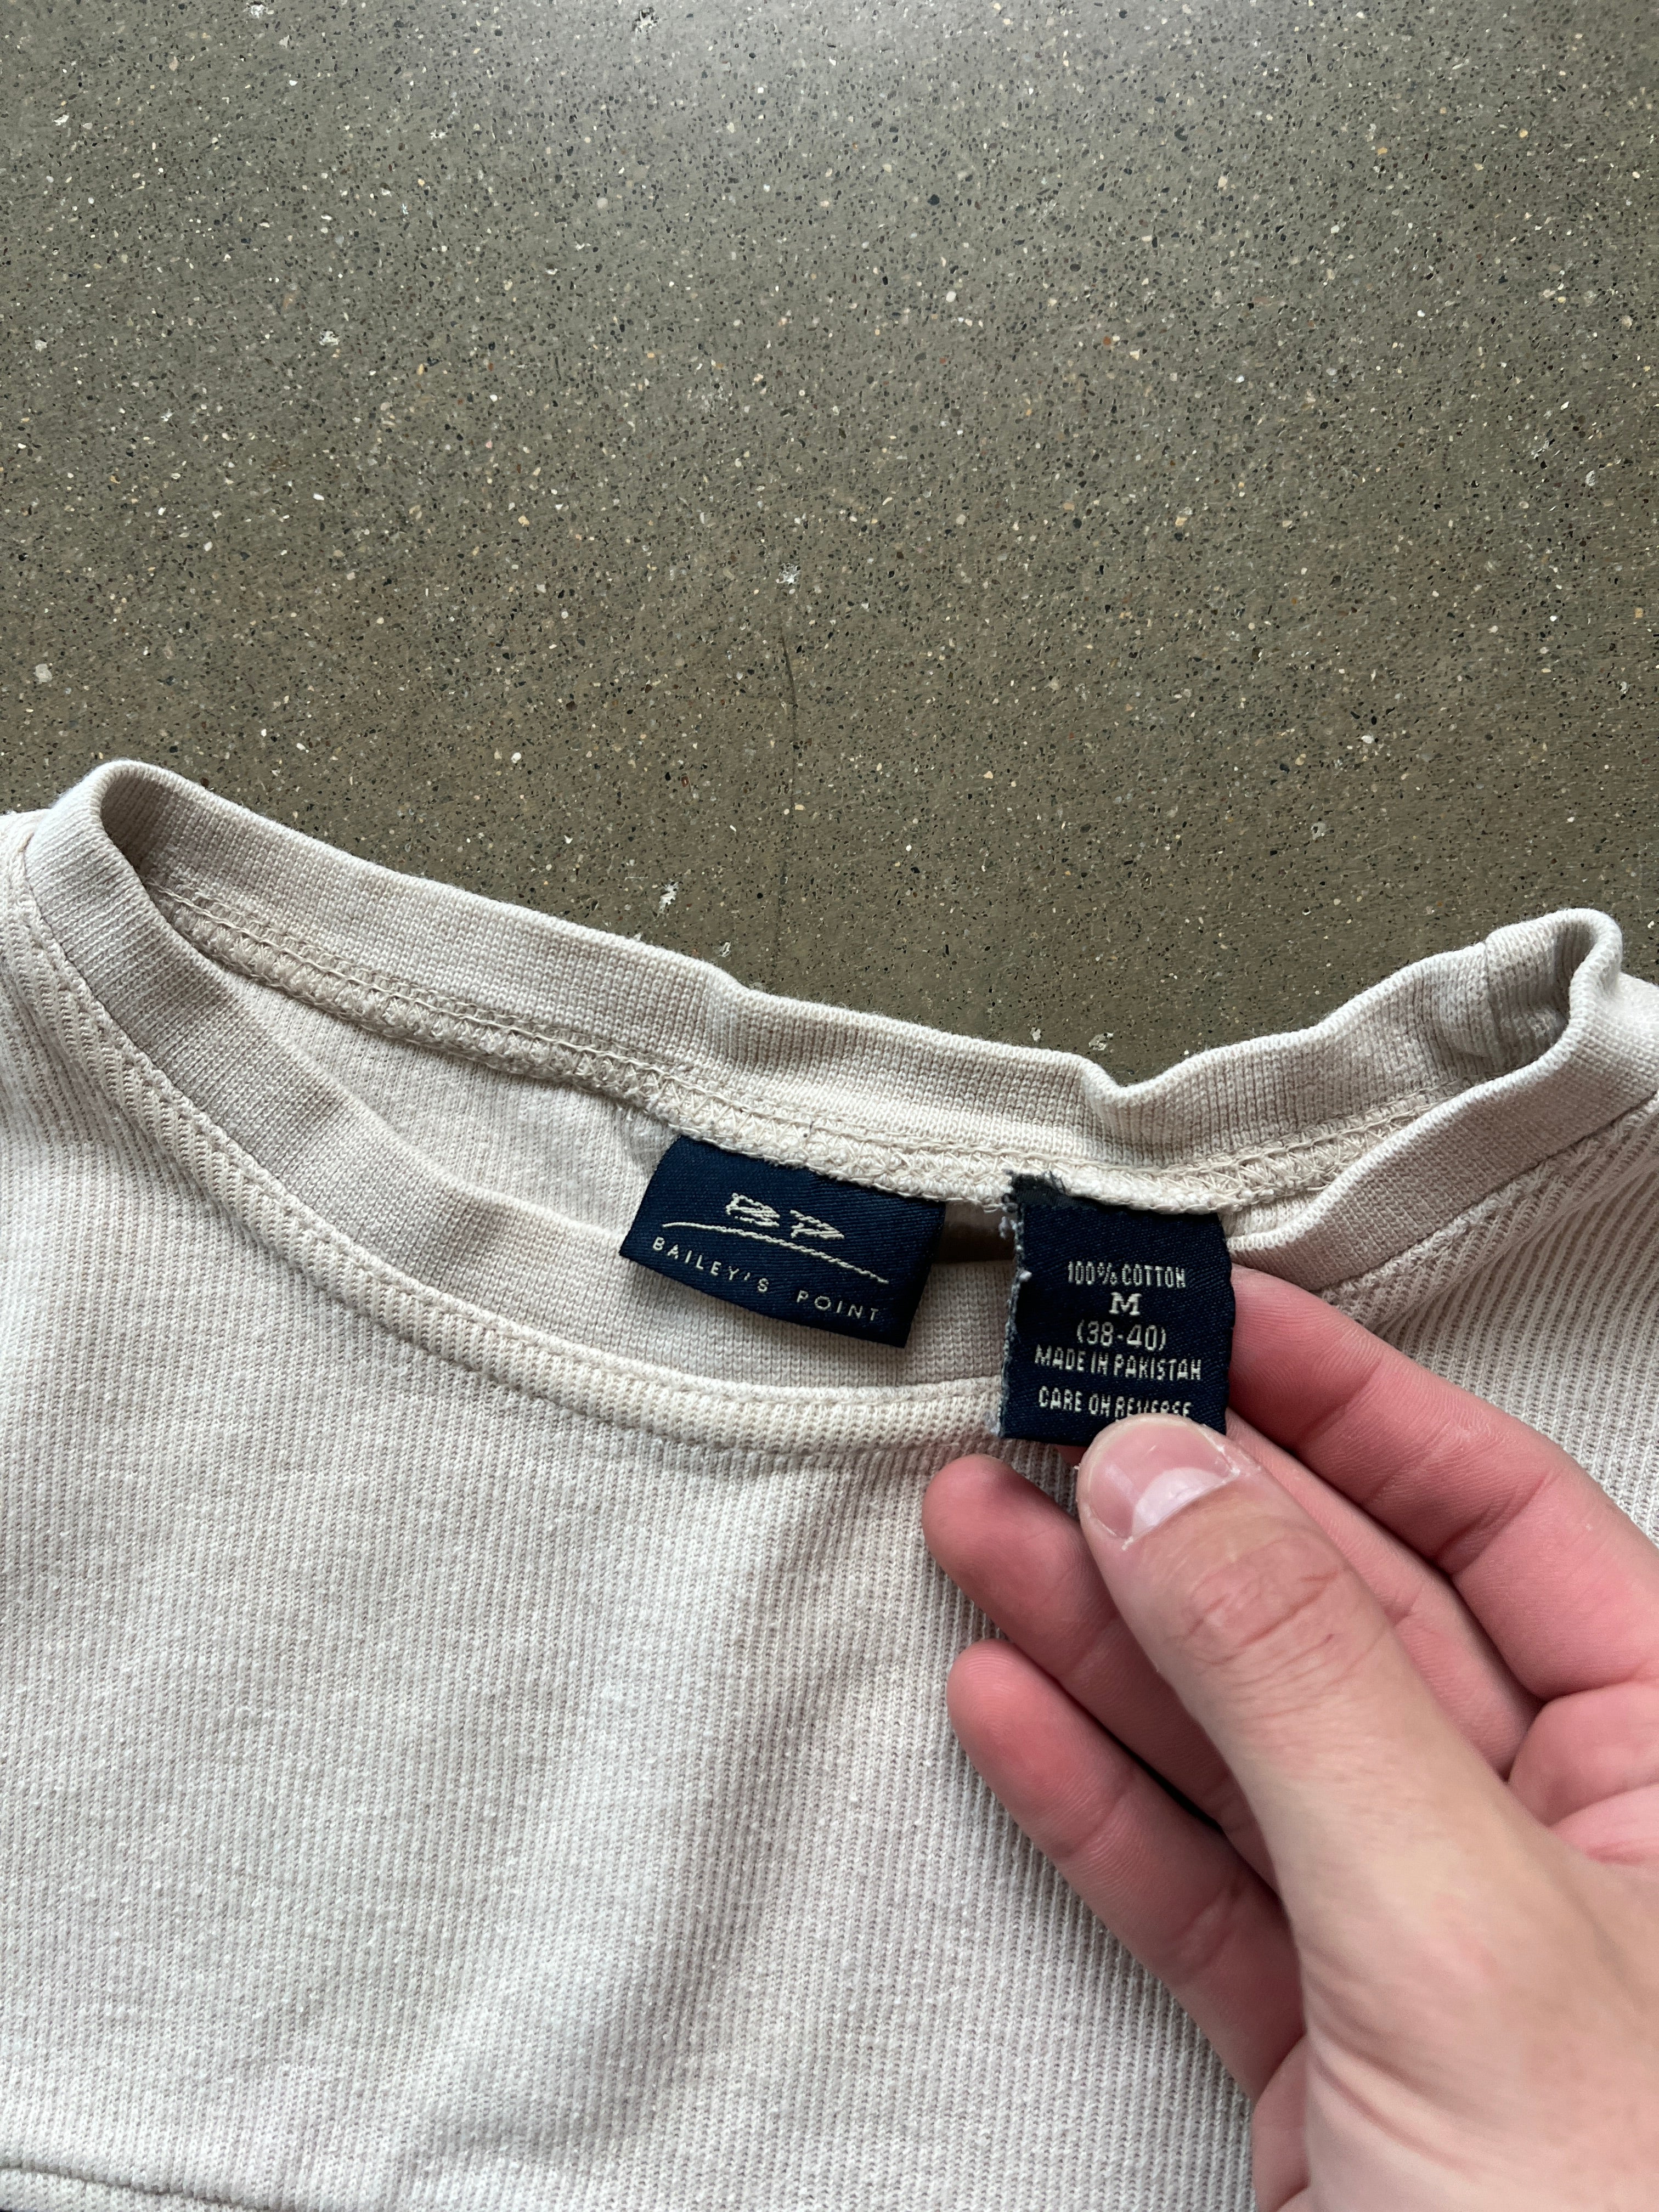 BP
BAILEY'S POINT
100% COTTON
M
(38-40)
MADE IN PAKISTAN
CARE ON REVERSE